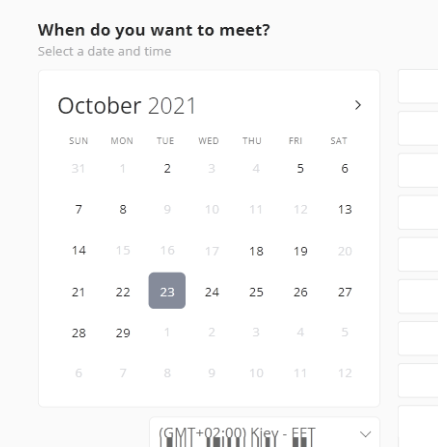 When do you want to meet?
Select a date and time
October 2021
SUN MON TUE WED THU FRI SAT
31 1 2 3 4 5 6
7 8 9 10 11 12 13
14 15 16 17 18 19 20
21 22 23 24 25 26 27
28 29 1 2 3 4 5
6 7 8 9 10 11 12
(GMT+02:00) Kiev - EET